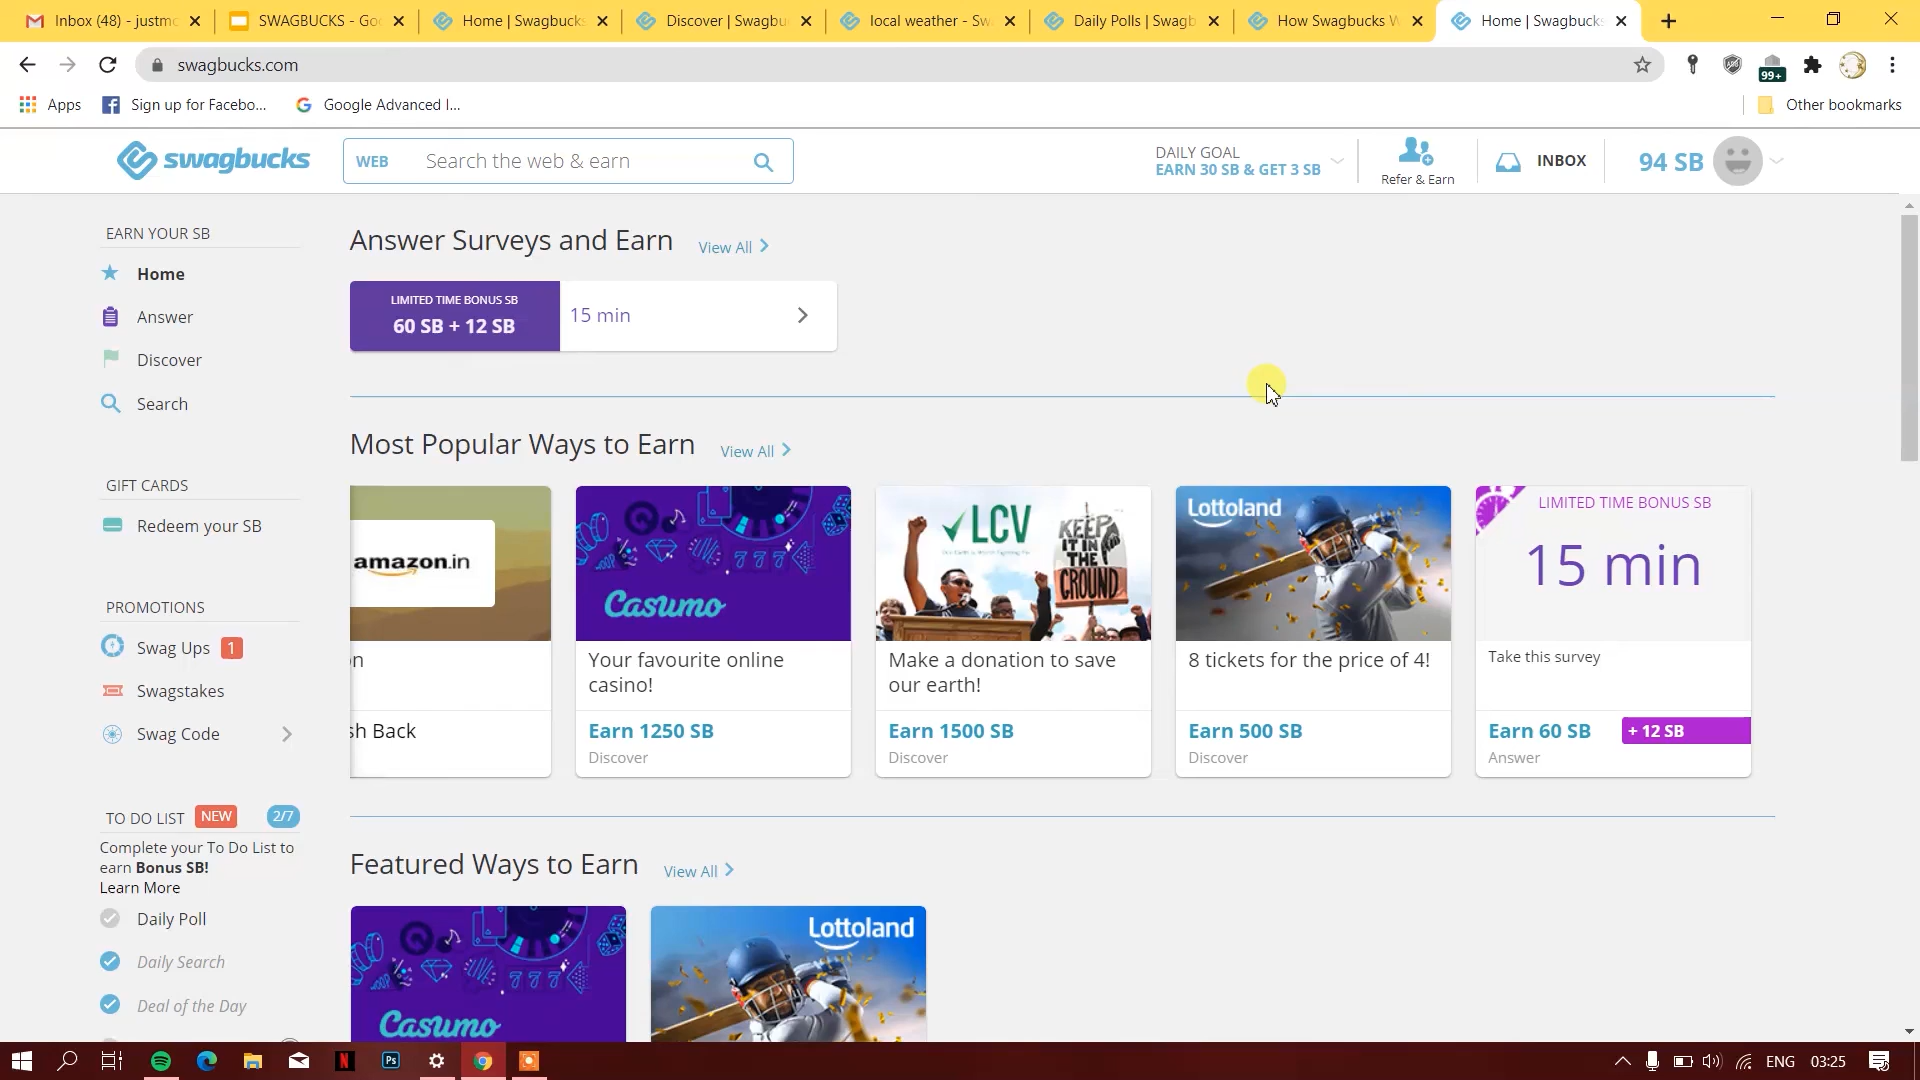 Inbox (48) - justmc
SWAGBUCKS - Goo
Home | Swagbucks
Discover | Swagbu
local weather - Sw
Daily Polls | Swagb
How Swagbucks W
Home | Swagbucks
swagbucks.com
99+
Apps
Sign up for Facebo...
Google Advanced I...
Other bookmarks
swagbucks
WEB
Search the web & earn
DAILY GOAL
EARN 30 SB & GET 3 SB
Refer & Earn
INBOX
94 SB
EARN YOUR SB
Home
Answer
Discover
Search
GIFT CARDS
Redeem your SB
PROMOTIONS
Swag Ups 1
Swagstakes
Swag Code
TO DO LIST NEW 2/7
Complete your To Do List to
earn Bonus SB!
Learn More
Daily Poll
Daily Search
Deal of the Day
Answer Surveys and Earn View All
LIMITED TIME BONUS SB
60 SB + 12 SB
15 min
Most Popular Ways to Earn View All
amazon.in
n
sh Back
777
Casumo
Your favourite online
casino!
Earn 1250 SB
Discover
LCV
KEEP
IT IN
THE
GROUND
Make a donation to save
our earth!
Earn 1500 SB
Discover
Lottoland
8 tickets for the price of 4!
Earn 500 SB
Discover
LIMITED TIME BONUS SB
15 min
Take this survey
Earn 60 SB + 12 SB
Answer
Featured Ways to Earn View All
777
Casumo
Lottoland
Ps
ENG
03:25